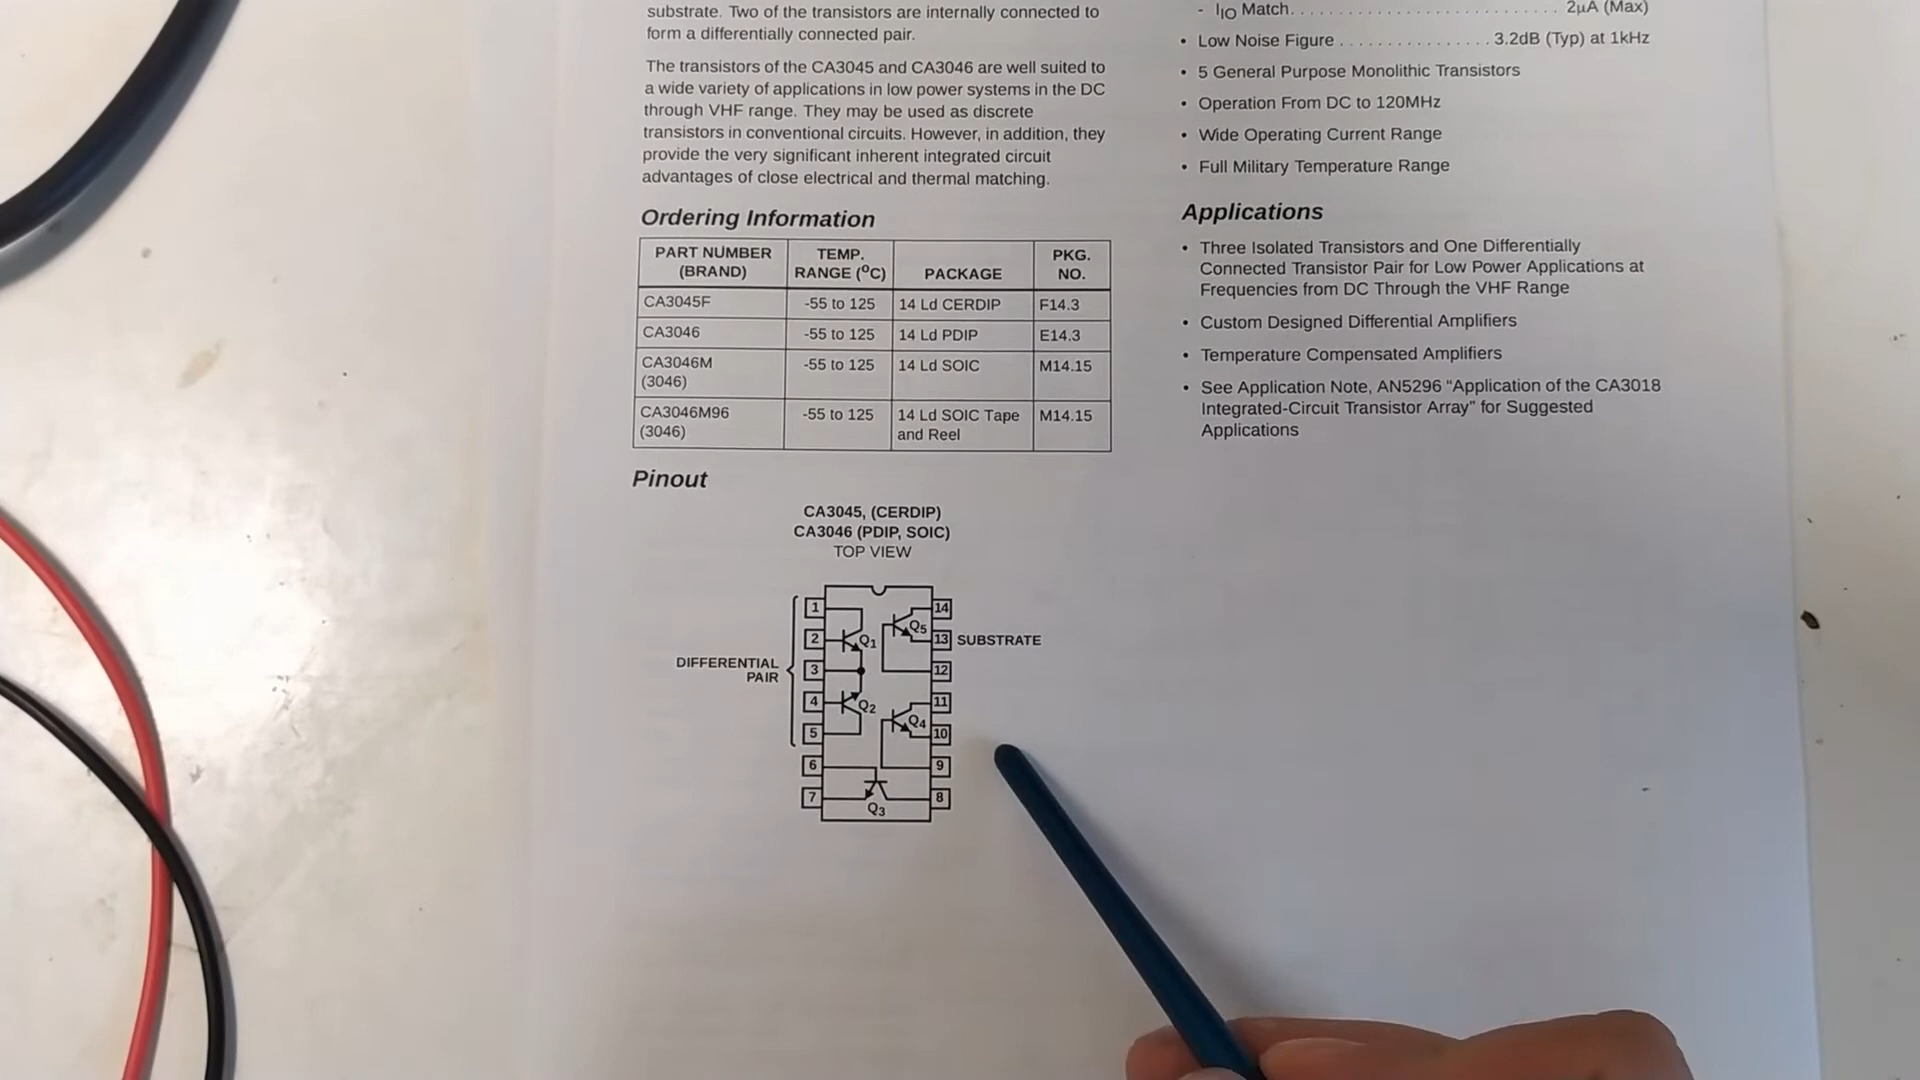 substrate. Two of the transistors are internally connected to
form a differentially connected pair.
The transistors of the CA3045 and CA3046 are well suited to
a wide variety of applications in low power systems in the DC
through VHF range. They may be used as discrete
transistors in conventional circuits. However, in addition, they
provide the very significant inherent integrated circuit
advantages of close electrical and thermal matching.
Ordering Information
PART NUMBER (BRAND) TEMP. RANGE (°C) PACKAGE PKG. NO.
CA3045F -55 to 125 14 Ld CERDIP F14.3
CA3046 -55 to 125 14 Ld PDIP E14.3
CA3046M (3046) -55 to 125 14 Ld SOIC M14.15
CA3046M96 (3046) -55 to 125 14 Ld SOIC Tape and Reel M14.15
Pinout
CA3045, (CERDIP)
CA3046 (PDIP, SOIC)
TOP VIEW
DIFFERENTIAL
PAIR
1
2
3
4
5
6
7
Q1
Q2
Q3
Q5
Q4
14
13 SUBSTRATE
12
11
10
9
8
- IIO Match. . . . . . . . . . . . . . . . . . . . . . . . . . . . 2µA (Max)
• Low Noise Figure . . . . . . . . . . . . . . . . 3.2dB (Typ) at 1kHz
• 5 General Purpose Monolithic Transistors
• Operation From DC to 120MHz
• Wide Operating Current Range
• Full Military Temperature Range
Applications
• Three Isolated Transistors and One Differentially
Connected Transistor Pair for Low Power Applications at
Frequencies from DC Through the VHF Range
• Custom Designed Differential Amplifiers
• Temperature Compensated Amplifiers
• See Application Note, AN5296 “Application of the CA3018
Integrated-Circuit Transistor Array” for Suggested
Applications